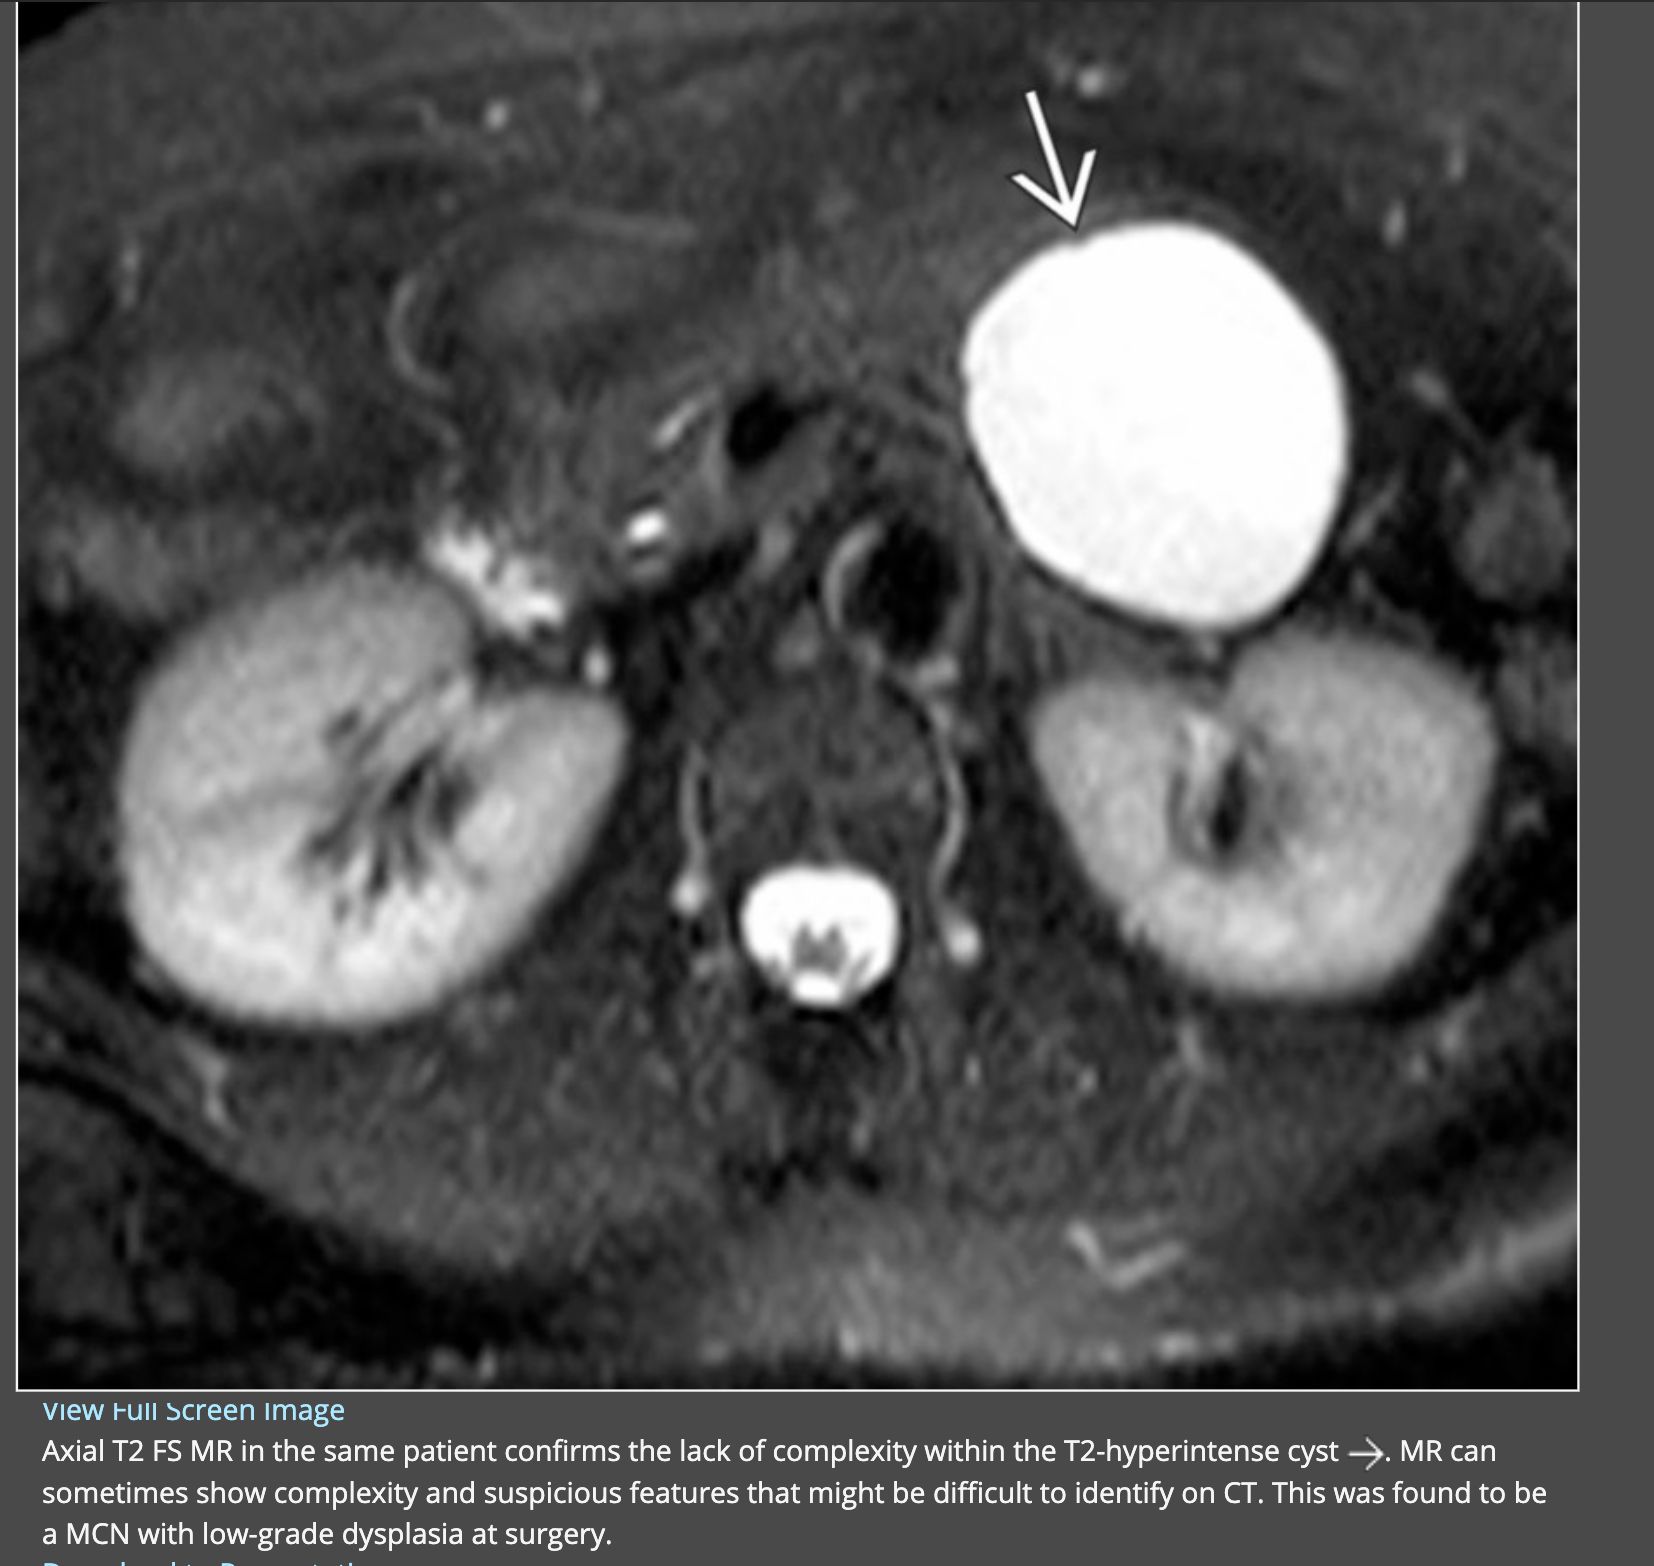 View Full Screen Image
Axial T2 FS MR in the same patient confirms the lack of complexity within the T2-hyperintense cyst →. MR can
sometimes show complexity and suspicious features that might be difficult to identify on CT. This was found to be
a MCN with low-grade dysplasia at surgery.